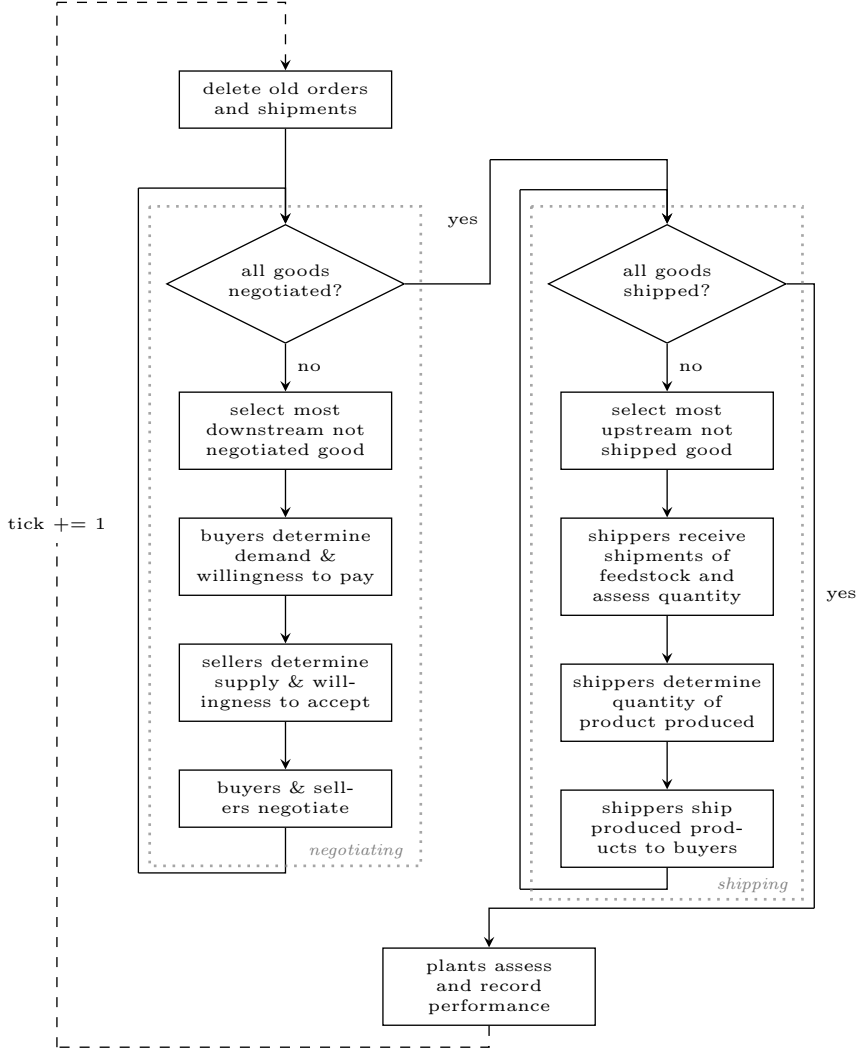 delete old orders
and shipments
all goods
negotiated?
yes
no
select most
downstream not
negotiated good
buyers determine
demand &
willingness to pay
sellers determine
supply & will-
ingness to accept
buyers & sell-
ers negotiate
negotiating
all goods
shipped?
no
select most
upstream not
shipped good
shippers receive
shipments of
feedstock and
assess quantity
shippers determine
quantity of
product produced
shippers ship
produced prod-
ucts to buyers
shipping
yes
plants assess
and record
performance
tick += 1